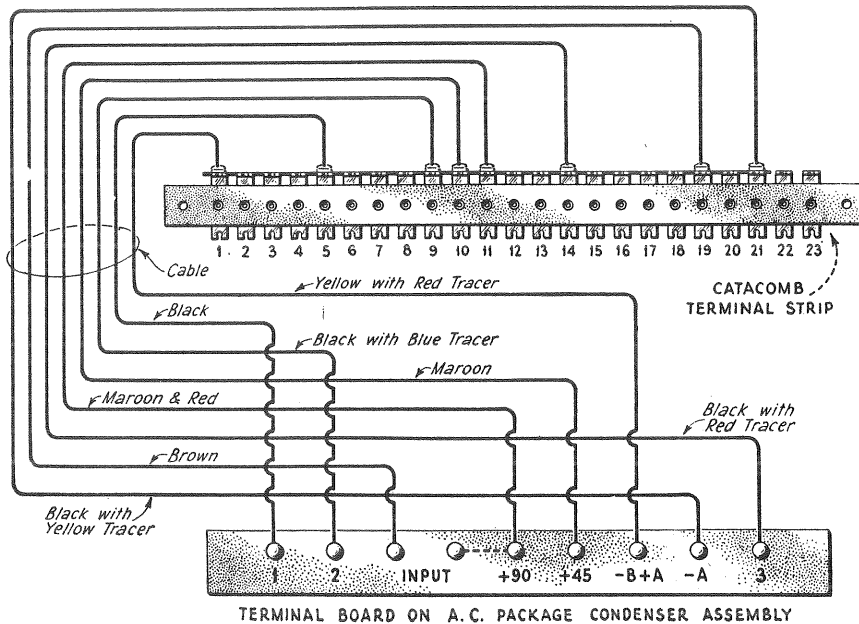 1 2 3 4 5 6 7 8 9 10 11 12 13 14 15 16 17 18 19 20 21 22 23
Cable
CATACOMB
TERMINAL STRIP
Yellow with Red Tracer
Black
Black with Blue Tracer
Maroon
Maroon & Red
Black with
Red Tracer
Brown
Black with
Yellow Tracer
1 2 INPUT +90 +45 -B+A -A 3
TERMINAL BOARD ON A.C. PACKAGE CONDENSER ASSEMBLY